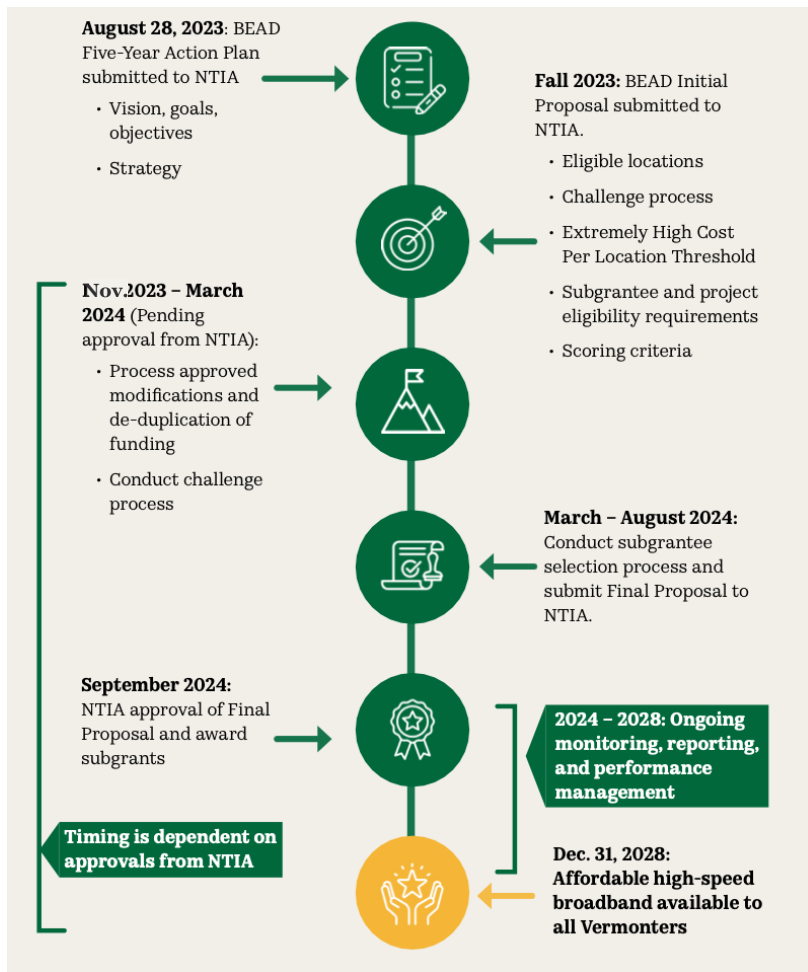 August 28, 2023: BEAD
Five-Year Action Plan
submitted to NTIA
• Vision, goals,
objectives
• Strategy
Fall 2023: BEAD Initial
Proposal submitted to
NTIA.
• Eligible locations
• Challenge process
• Extremely High Cost
Per Location Threshold
• Subgrantee and project
eligibility requirements
• Scoring criteria
Nov.2023 – March
2024 (Pending
approval from NTIA):
• Process approved
modifications and
de-duplication of
funding
• Conduct challenge
process
March – August 2024:
Conduct subgrantee
selection process and
submit Final Proposal to
NTIA.
September 2024:
NTIA approval of Final
Proposal and award
subgrants
2024 – 2028: Ongoing
monitoring, reporting,
and performance
management
Timing is dependent on
approvals from NTIA
Dec. 31, 2028:
Affordable high-speed
broadband available to
all Vermonters